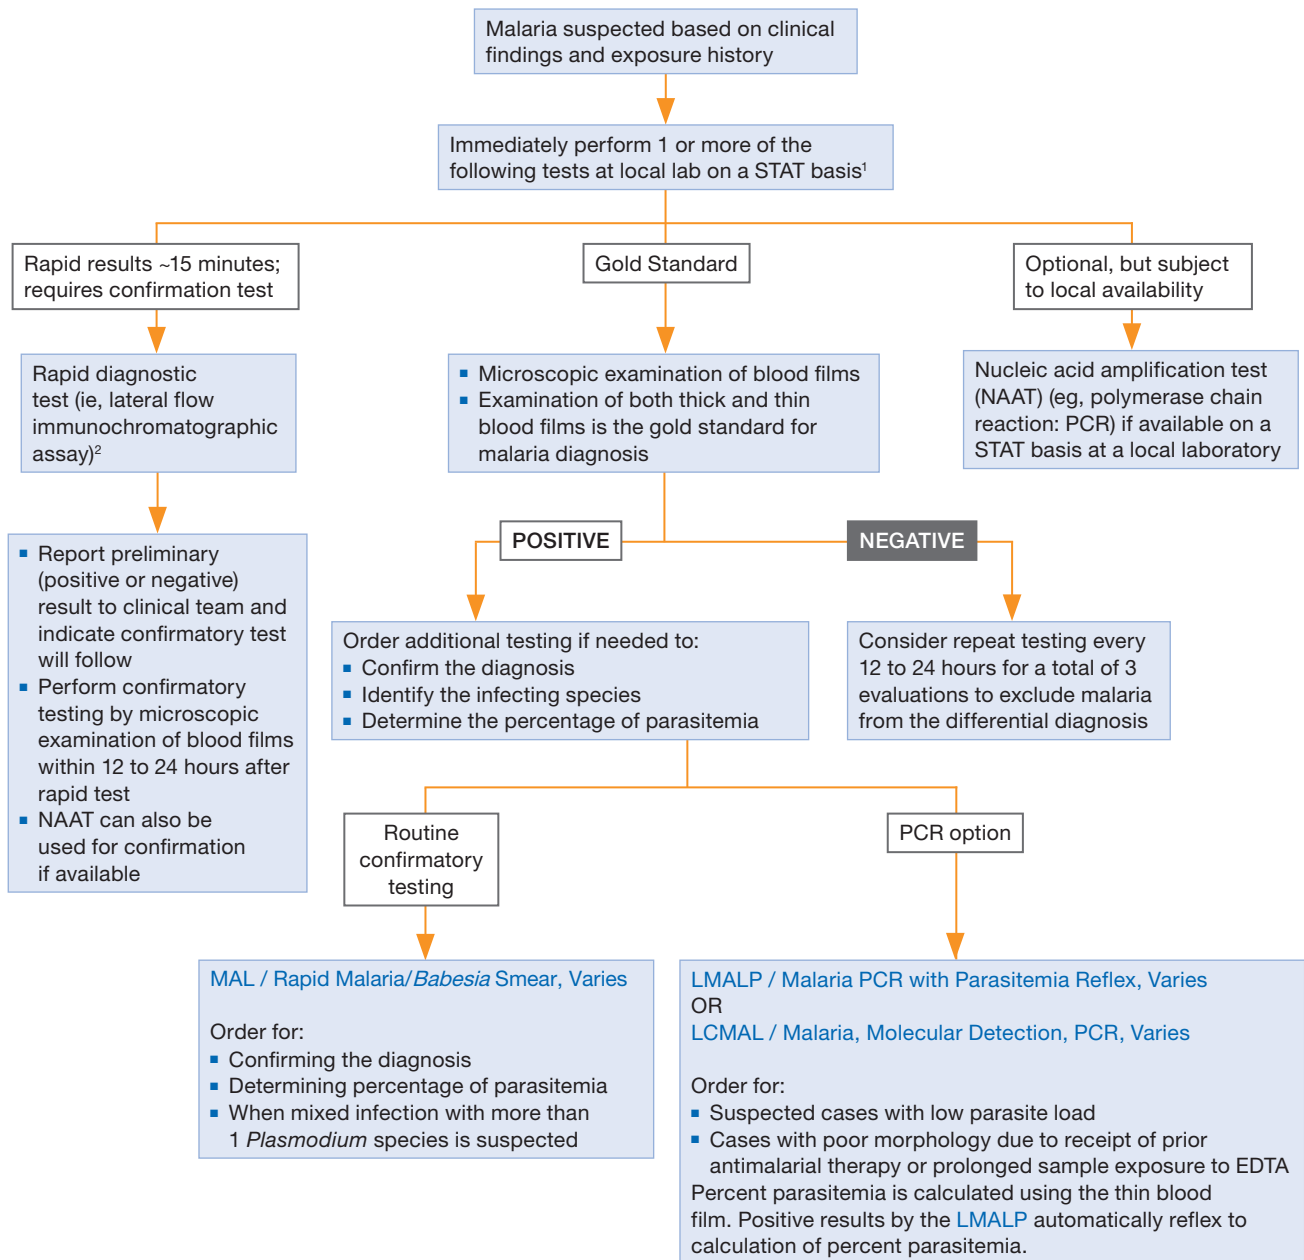 Malaria suspected based on clinical
findings and exposure history
Immediately perform 1 or more of the
following tests at local lab on a STAT basis¹
Rapid results ~15 minutes;
requires confirmation test
Gold Standard
Optional, but subject
to local availability
Rapid diagnostic
test (ie, lateral flow
immunochromatographic
assay)²
■ Microscopic examination of blood films
■ Examination of both thick and thin
blood films is the gold standard for
malaria diagnosis
Nucleic acid amplification test
(NAAT) (eg, polymerase chain
reaction: PCR) if available on a
STAT basis at a local laboratory
■ Report preliminary
(positive or negative)
result to clinical team and
indicate confirmatory test
will follow
■ Perform confirmatory
testing by microscopic
examination of blood films
within 12 to 24 hours after
rapid test
■ NAAT can also be
used for confirmation
if available
POSITIVE
NEGATIVE
Order additional testing if needed to:
■ Confirm the diagnosis
■ Identify the infecting species
■ Determine the percentage of parasitemia
Consider repeat testing every
12 to 24 hours for a total of 3
evaluations to exclude malaria
from the differential diagnosis
Routine
confirmatory
testing
PCR option
MAL / Rapid Malaria/Babesia Smear, Varies
Order for:
■ Confirming the diagnosis
■ Determining percentage of parasitemia
■ When mixed infection with more than
1 Plasmodium species is suspected
LMALP / Malaria PCR with Parasitemia Reflex, Varies
OR
LCMAL / Malaria, Molecular Detection, PCR, Varies
Order for:
■ Suspected cases with low parasite load
■ Cases with poor morphology due to receipt of prior
antimalarial therapy or prolonged sample exposure to EDTA
Percent parasitemia is calculated using the thin blood
film. Positive results by the LMALP automatically reflex to
calculation of percent parasitemia.